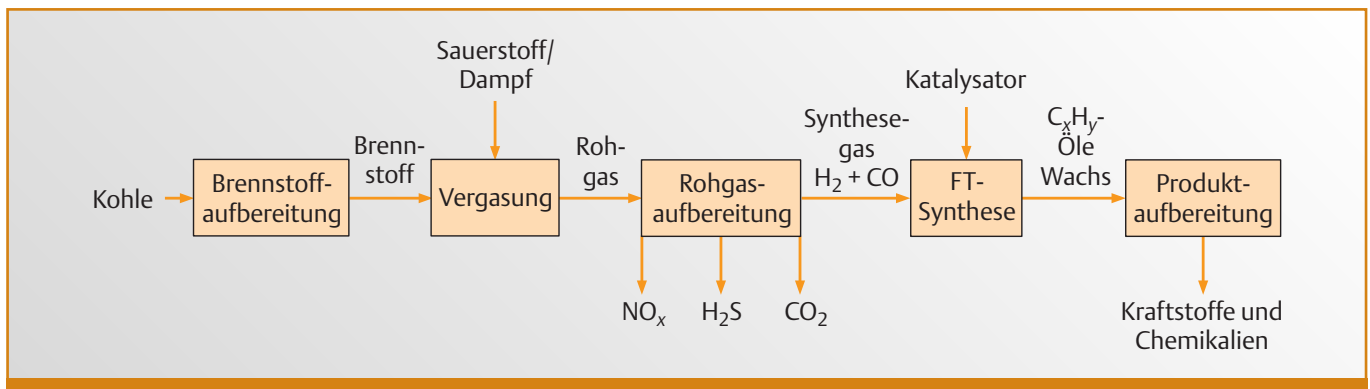 Sauerstoff/
Dampf
Katalysator
Kohle
Brennstoff-
aufbereitung
Brenn-
stoff
Vergasung
Roh-
gas
Rohgas-
aufbereitung
Synthese-
gas
H₂ + CO
FT-
Synthese
CₓHᵧ-
Öle
Wachs
Produkt-
aufbereitung
NOₓ
H₂S
CO₂
Kraftstoffe und
Chemikalien